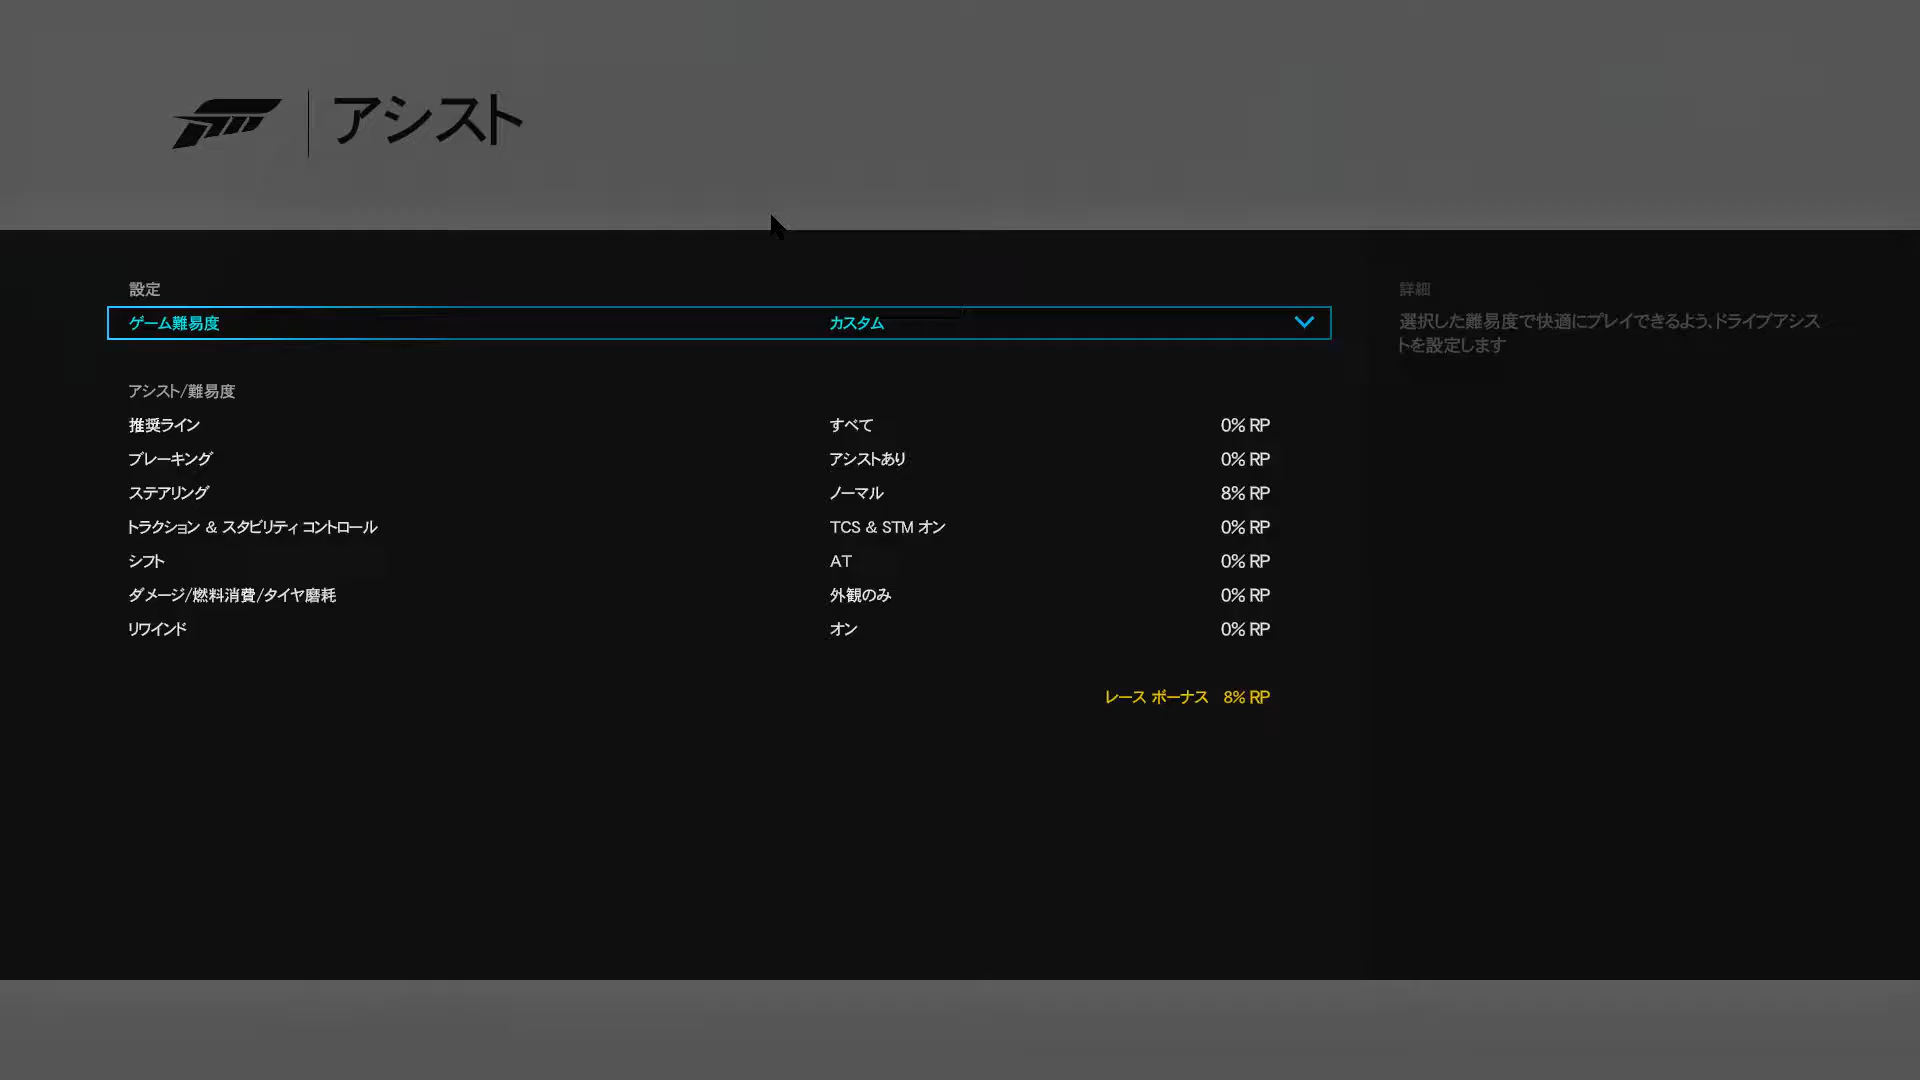 アシスト
設定
ゲーム難易度 カスタム
アシスト/難易度
推奨ライン すべて 0% RP
ブレーキング アシストあり 0% RP
ステアリング ノーマル 8% RP
トラクション & スタビリティ コントロール TCS & STM オン 0% RP
シフト AT 0% RP
ダメージ/燃料消費/タイヤ磨耗 外観のみ 0% RP
リワインド オン 0% RP
レース ボーナス 8% RP
詳細
選択した難易度で快適にプレイできるよう、ドライブアシス
トを設定します